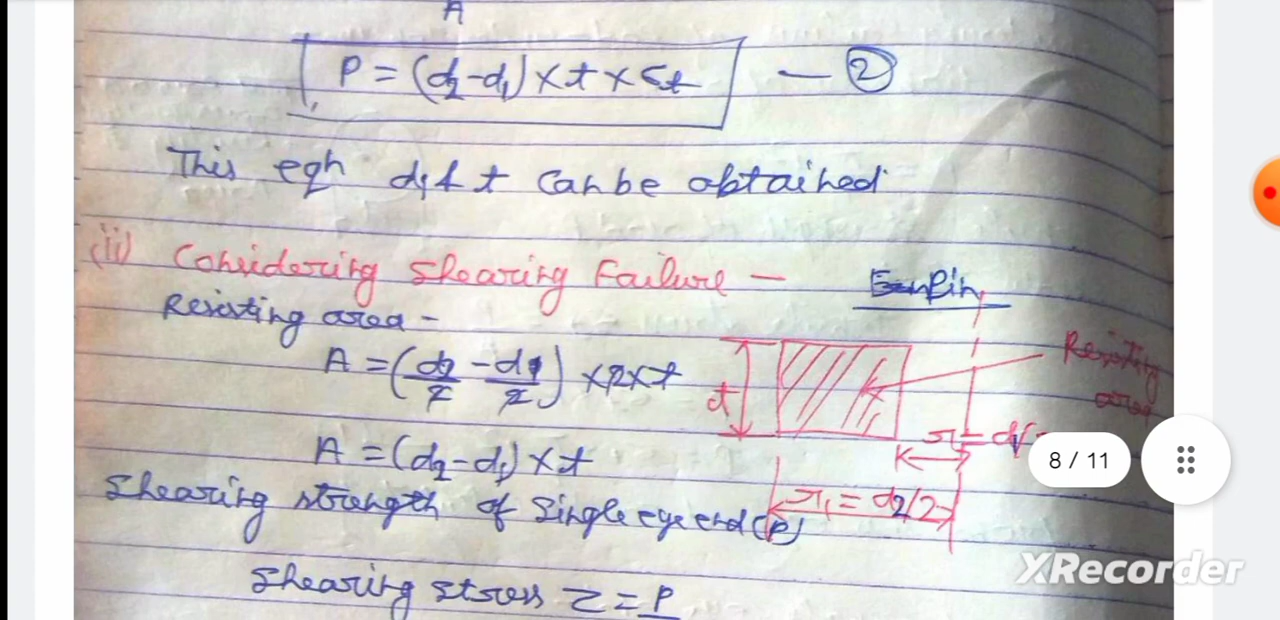 A
P = (d2-d1) × t × σt — ②
This eqn d1 & t can be obtained
(ii) Considering Shearing Failure —
E Pin
Resisting area -
Resisting area
A = (d2/2 - d1/2) × 2 × t
t
r = d1/
A = (d2-d1) × t
8 / 11
r1 = d2/2
Shearing strength of single eye end (P)
Shearing stress τ = P
XRecorder